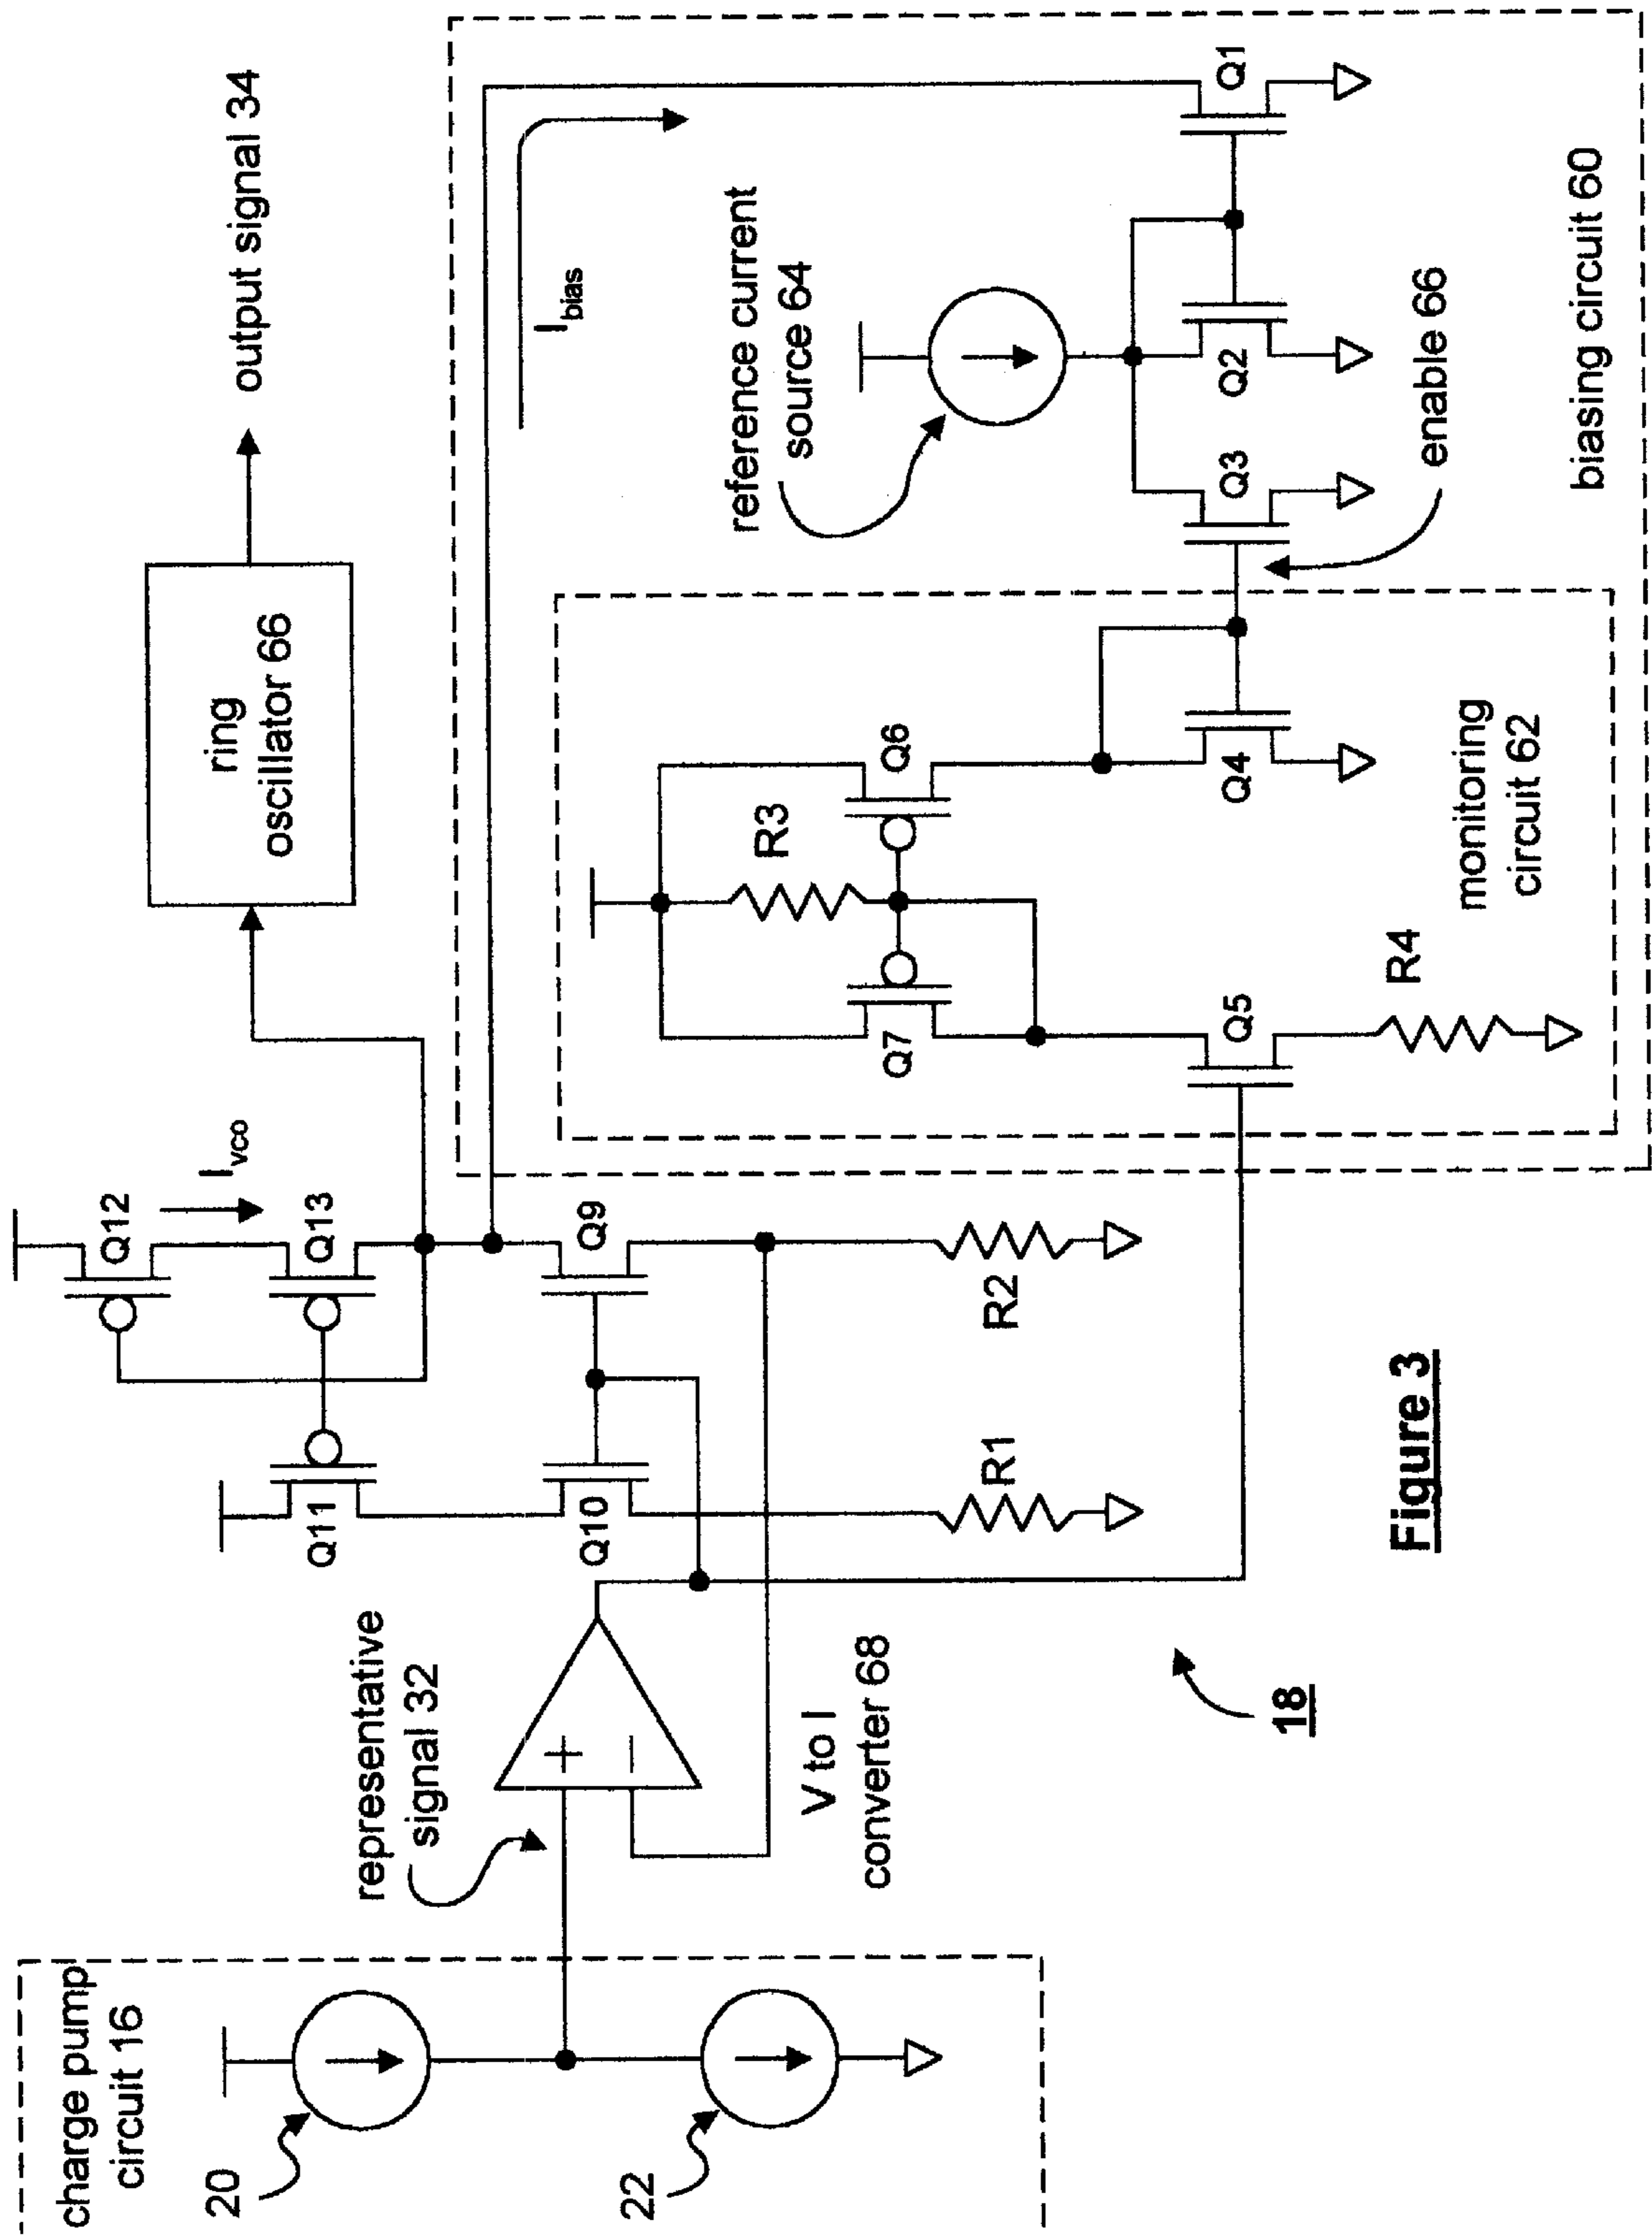 charge pump
circuit 16
20
22
representative
signal 32
V to I
converter 68
Q11
Q12
Q13
I vco
Q10
Q9
R1
R2
ring
oscillator 66
output signal 34
I bias
reference current
source 64
Q7
R3
Q6
Q5
R4
Q4
monitoring
circuit 62
Q3
Q2
Q1
enable 66
biasing circuit 60
18
Figure 3
+
−